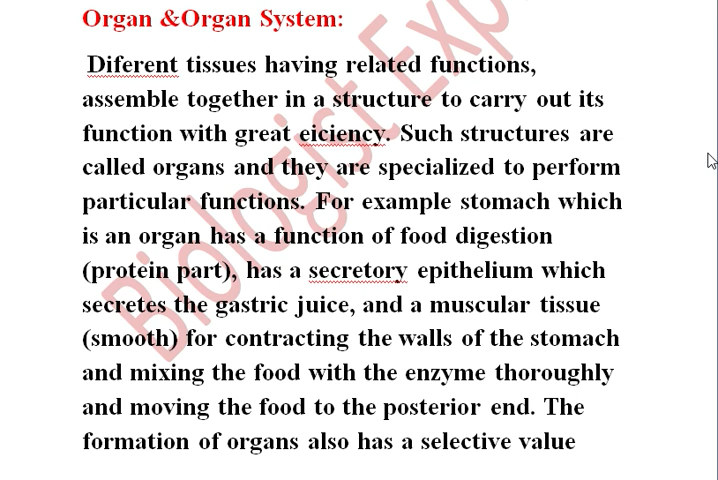 Organ &Organ System:
Diferent tissues having related functions,
assemble together in a structure to carry out its
function with great eiciency. Such structures are
called organs and they are specialized to perform
particular functions. For example stomach which
is an organ has a function of food digestion
(protein part), has a secretory epithelium which
secretes the gastric juice, and a muscular tissue
(smooth) for contracting the walls of the stomach
and mixing the food with the enzyme thoroughly
and moving the food to the posterior end. The
formation of organs also has a selective value
Biologist Exp